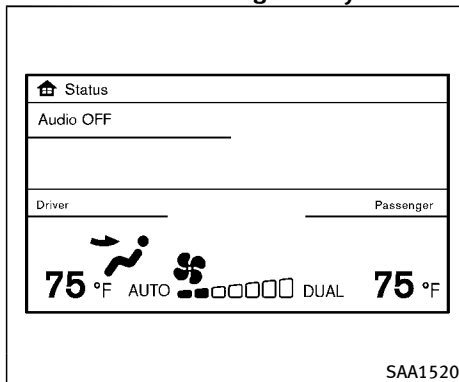 Status
Audio OFF
Driver Passenger
75 °F AUTO DUAL 75 °F
SAA1520